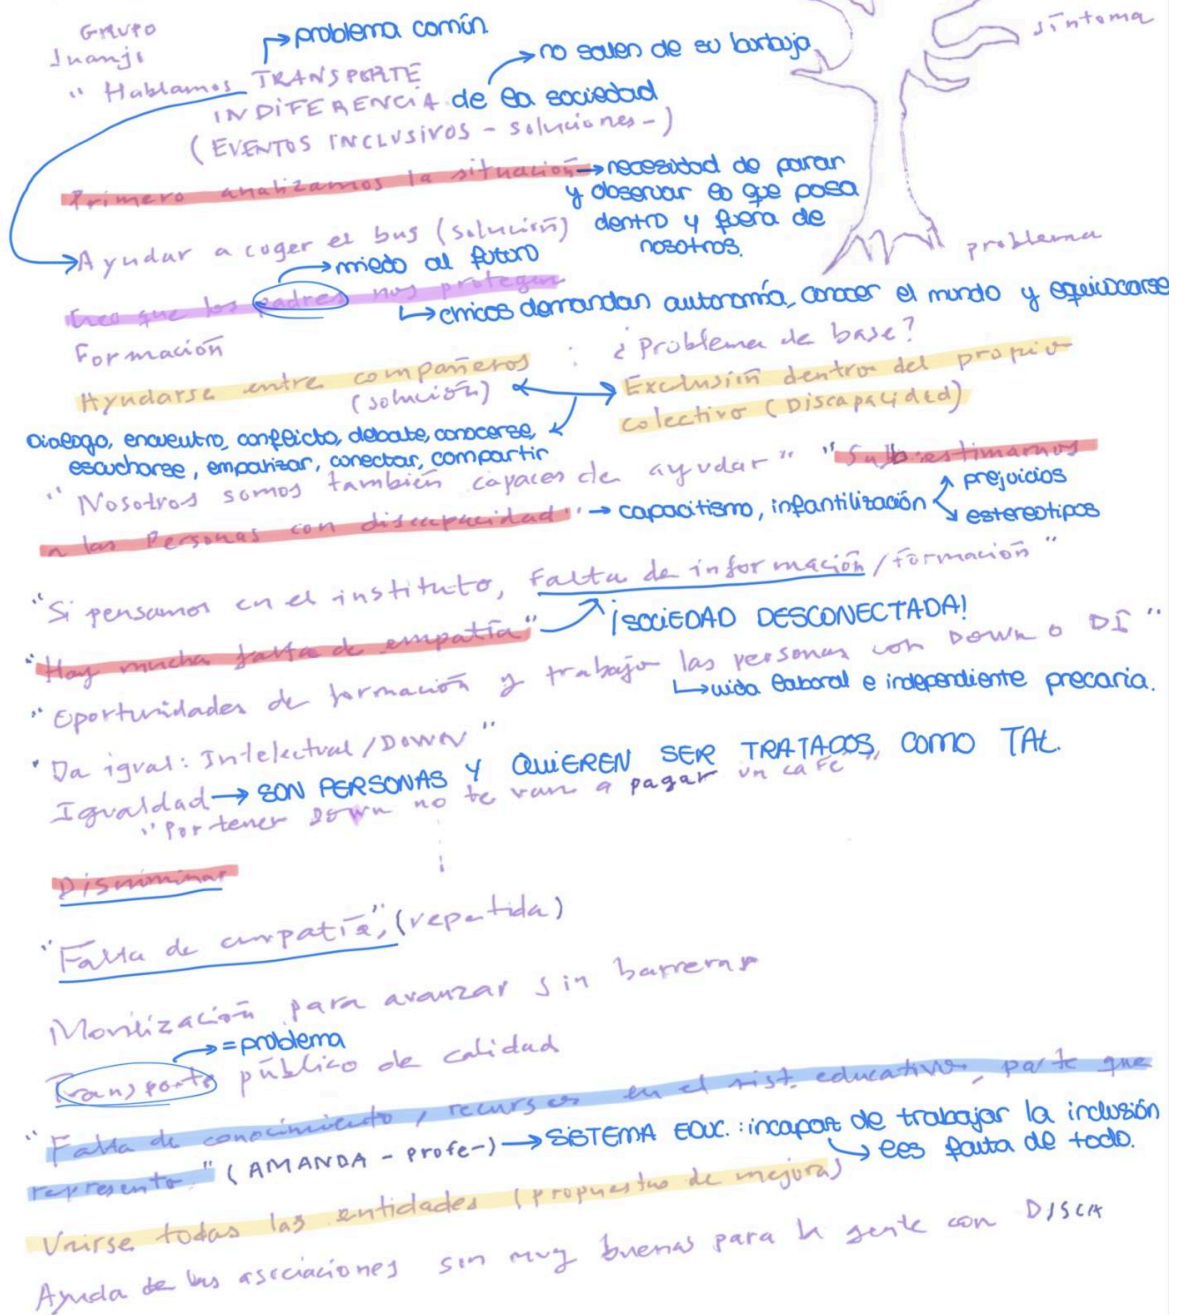 Grupo
Juanjo
→ problema común
→ no salen de su burbuja
"Hablamos TRANSPORTE
INDIFERENCIA de la sociedad
(EVENTOS INCLUSIVOS - soluciones -)
síntoma
Primero analizamos la situación → necesidad de parar
y observar lo que pasa
dentro y fuera de
nosotros.
Ayudar a coger el bus (solución)
problema
→ miedo al futuro
Creo que los padres nos protegen
↳ chicos demandan autonomía, conocer el mundo y equivocarse
Formación
¿Problema de base?
Ayudarse entre compañeros
(solución)
Exclusión dentro del propio
colectivo (Discapacided)
Dialogo, encuentro, conflicto, debate, conocerse,
escucharse, empatizar, conectar, compartir
"Nosotros somos también capaces de ayudar" "Subestimarnos
a las Personas con discapacidad" → capacitismo, infantilización
prejuicios
estereotipos
"Si pensamos en el instituto, Falta de información/formación"
"Hay mucha falta de empatía" ¡SOCIEDAD DESCONECTADA!
"Oportunidades de formación y trabajo las personas con Down o DI"
↳ vida laboral e independiente precaria.
"Da igual: Intelectual/DOWN"
Igualdad → SON PERSONAS Y QUIEREN SER TRATADOS, COMO TAL.
"Por tener Down no te van a pagar un café"
Discriminar
"Falta de empatía", (repetida)
Movilización para avanzar sin barreras
→ = problema
Transporte público de calidad
"Falta de conocimiento, recursos en el sist. educativo, parte que
represento." (AMANDA - profe-) → SISTEMA EDUC.: incapaz de trabajar la inclusión
↳ les falta de todo.
Unirse todas las entidades (propuestas de mejora)
Ayuda de las asociaciones son muy buenas para la gente con DISCA